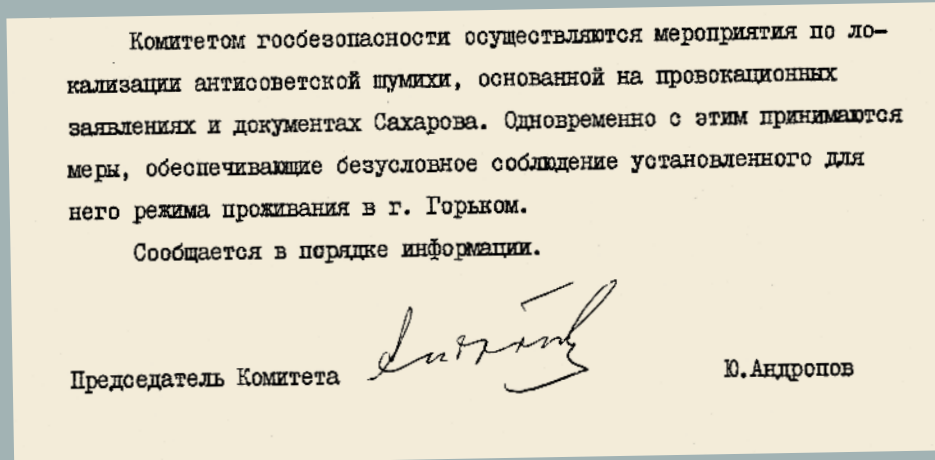 Комитетом госбезопасности осуществляются мероприятия по ло-
кализации антисоветской шумихи, основанной на провокационных
заявлениях и документах Сахарова. Одновременно с этим принимаются
меры, обеспечивающие безусловное соблюдение установленного для
него режима проживания в г. Горьком.
Сообщается в порядке информации.
Председатель Комитета
Ю.Андропов